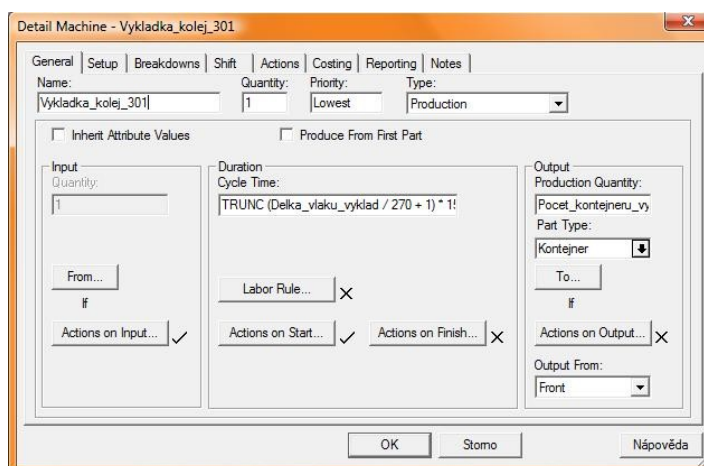 Detail Machine - Vykladka_kolej_301
General Setup Breakdowns Shift Actions Costing Reporting Notes
Name: Quantity: Priority: Type:
Vykladka_kolej_301 1 Lowest Production
Inherit Attribute Values Produce From First Part
Input Duration Output
Quantity: Cycle Time: Production Quantity:
1 TRUNC (Delka_vlaku_vyklad / 270 + 1) * 15 Pocet_kontejneru_vy
Part Type:
Kontejner
From... To...
If If
Labor Rule...
Actions on Input... Actions on Start... Actions on Finish... Actions on Output...
Output From:
Front
OK Storno Nápověda